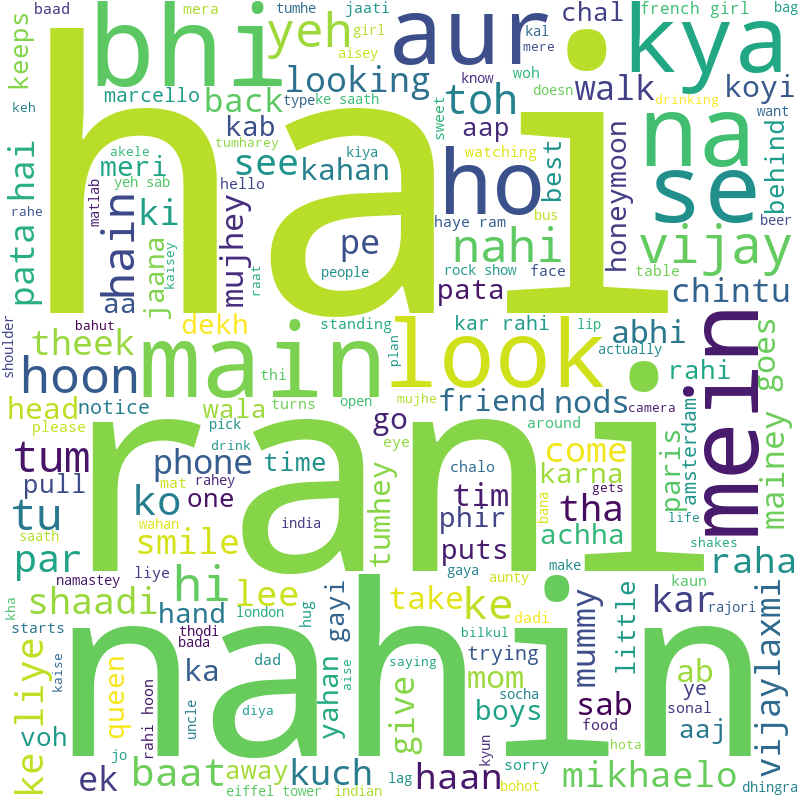 hai
rani
nahin
bhi
aur
kya
main
look
mein
ho
se
na
yeh
toh
vijay
nahi
hoon
hain
tum
tu
ko
par
hi
shaadi
baat
ek
kuch
haan
mikhaelo
vijaylaxmi
ke liye
ke
kar
raha
tha
sab
mummy
boys
mom
give
take
lee
smile
phone
head
theek
pata
hai
keeps
marcello
back
looking
kab
see
kahan
meri
ki
aa
jaana
mujhey
pe
aap
best
walk
chal
koyi
behind
honeymoon
chintu
abhi
rahi
goes
mainey
paris
amsterdam
friend
nods
kar rahi
dekh
wala
notice
go
time
one
tumhey
tim
phir
puts
come
karna
achha
pull
hand
gayi
ka
yahan
queen
voh
away
trying
little
ab
ye
aaj
sonal
dhingra
rajori
kaun
shakes
life
gets
camera
actually
around
lip
table
face
bus
beer
want
bag
french girl
drinking
doesn
know
woh
kal
mere
tumhe
jaati
girl
aisey
mera
baad
keh
rahe
akele
yeh sab
matlab
kaisey
raat
hello
tumharey
type
ke saath
kiya
sweet
watching
haye ram
rock show
people
standing
plan
thi
turns
open
mujhe
bahut
shoulder
please
pick
drink
mat
rahey
wahan
saath
india
eye
chalo
bana
gaya
aunty
make
dadi
bilkul
saying
socha
food
hota
kyun
sorry
bohot
lag
indian
eiffel tower
jo
uncle
diya
dad
aise
hug
london
thodi
bada
liye
namastey
kha
starts
kaise
rahi hoon
pata